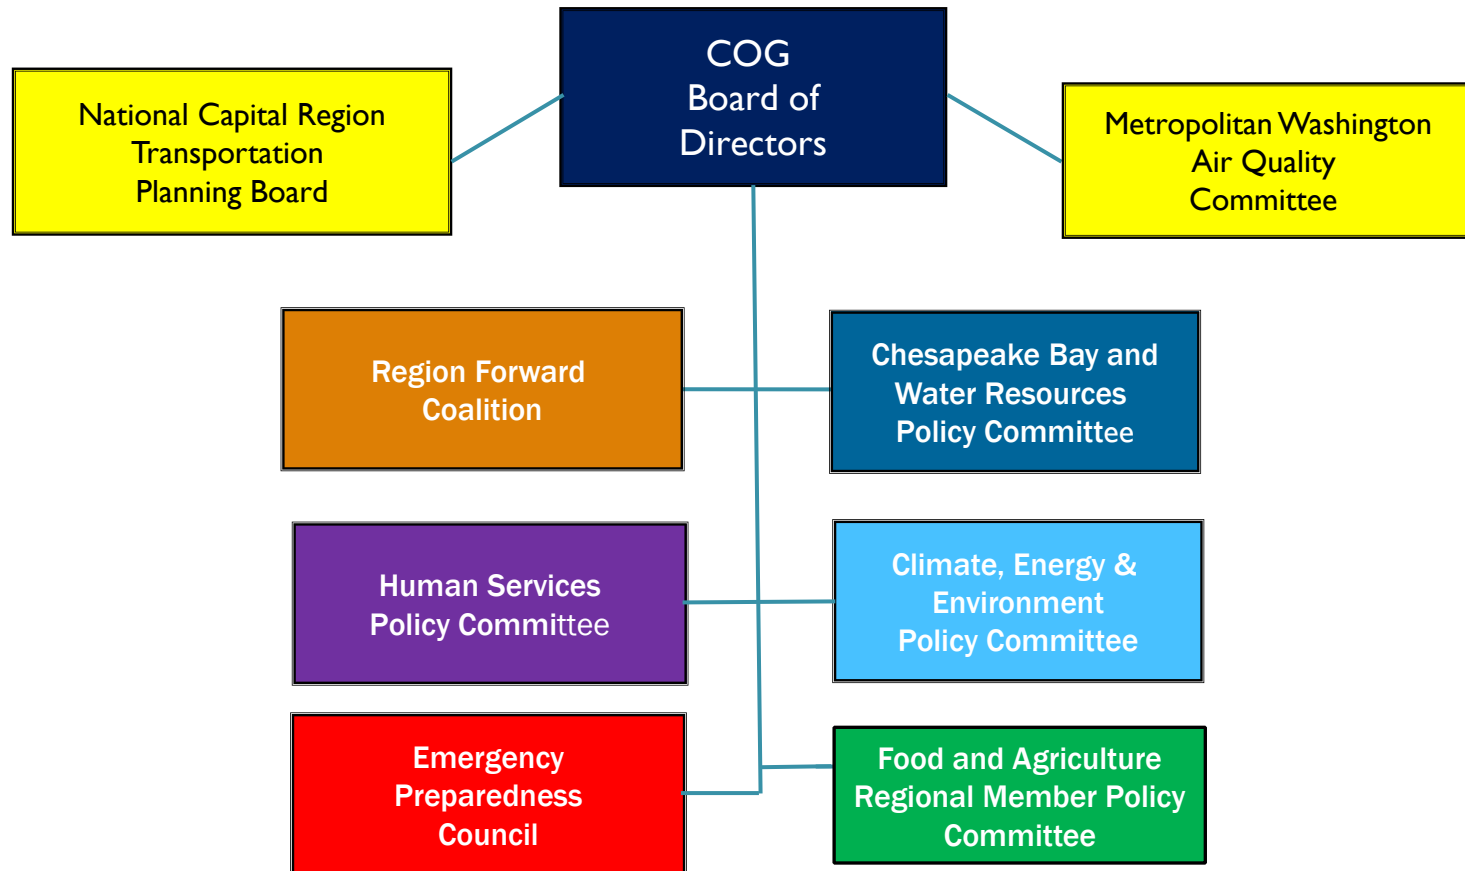 COG
Board of
Directors
National Capital Region
Transportation
Planning Board
Metropolitan Washington
Air Quality
Committee
Region Forward
Coalition
Chesapeake Bay and
Water Resources
Policy Committee
Human Services
Policy Committee
Climate, Energy &
Environment
Policy Committee
Emergency
Preparedness
Council
Food and Agriculture
Regional Member Policy
Committee